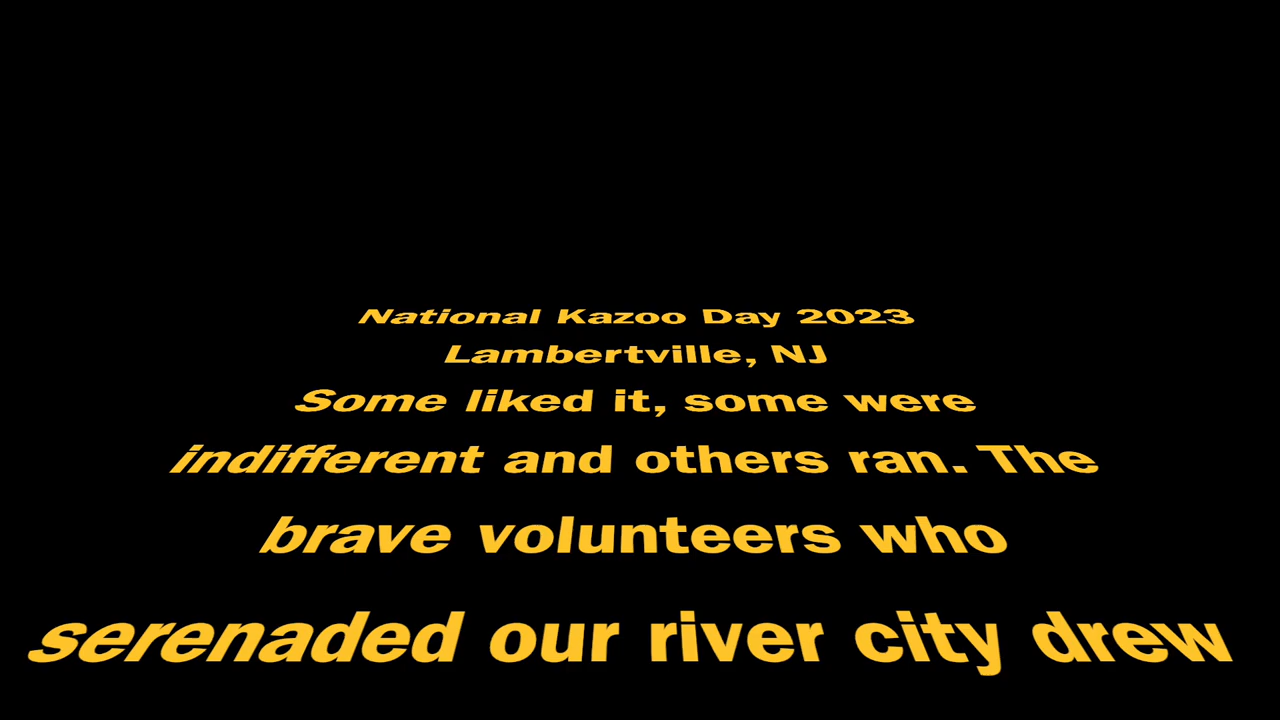 National Kazoo Day 2023
Lambertville, NJ
Some liked it, some were
indifferent and others ran. The
brave volunteers who
serenaded our river city drew